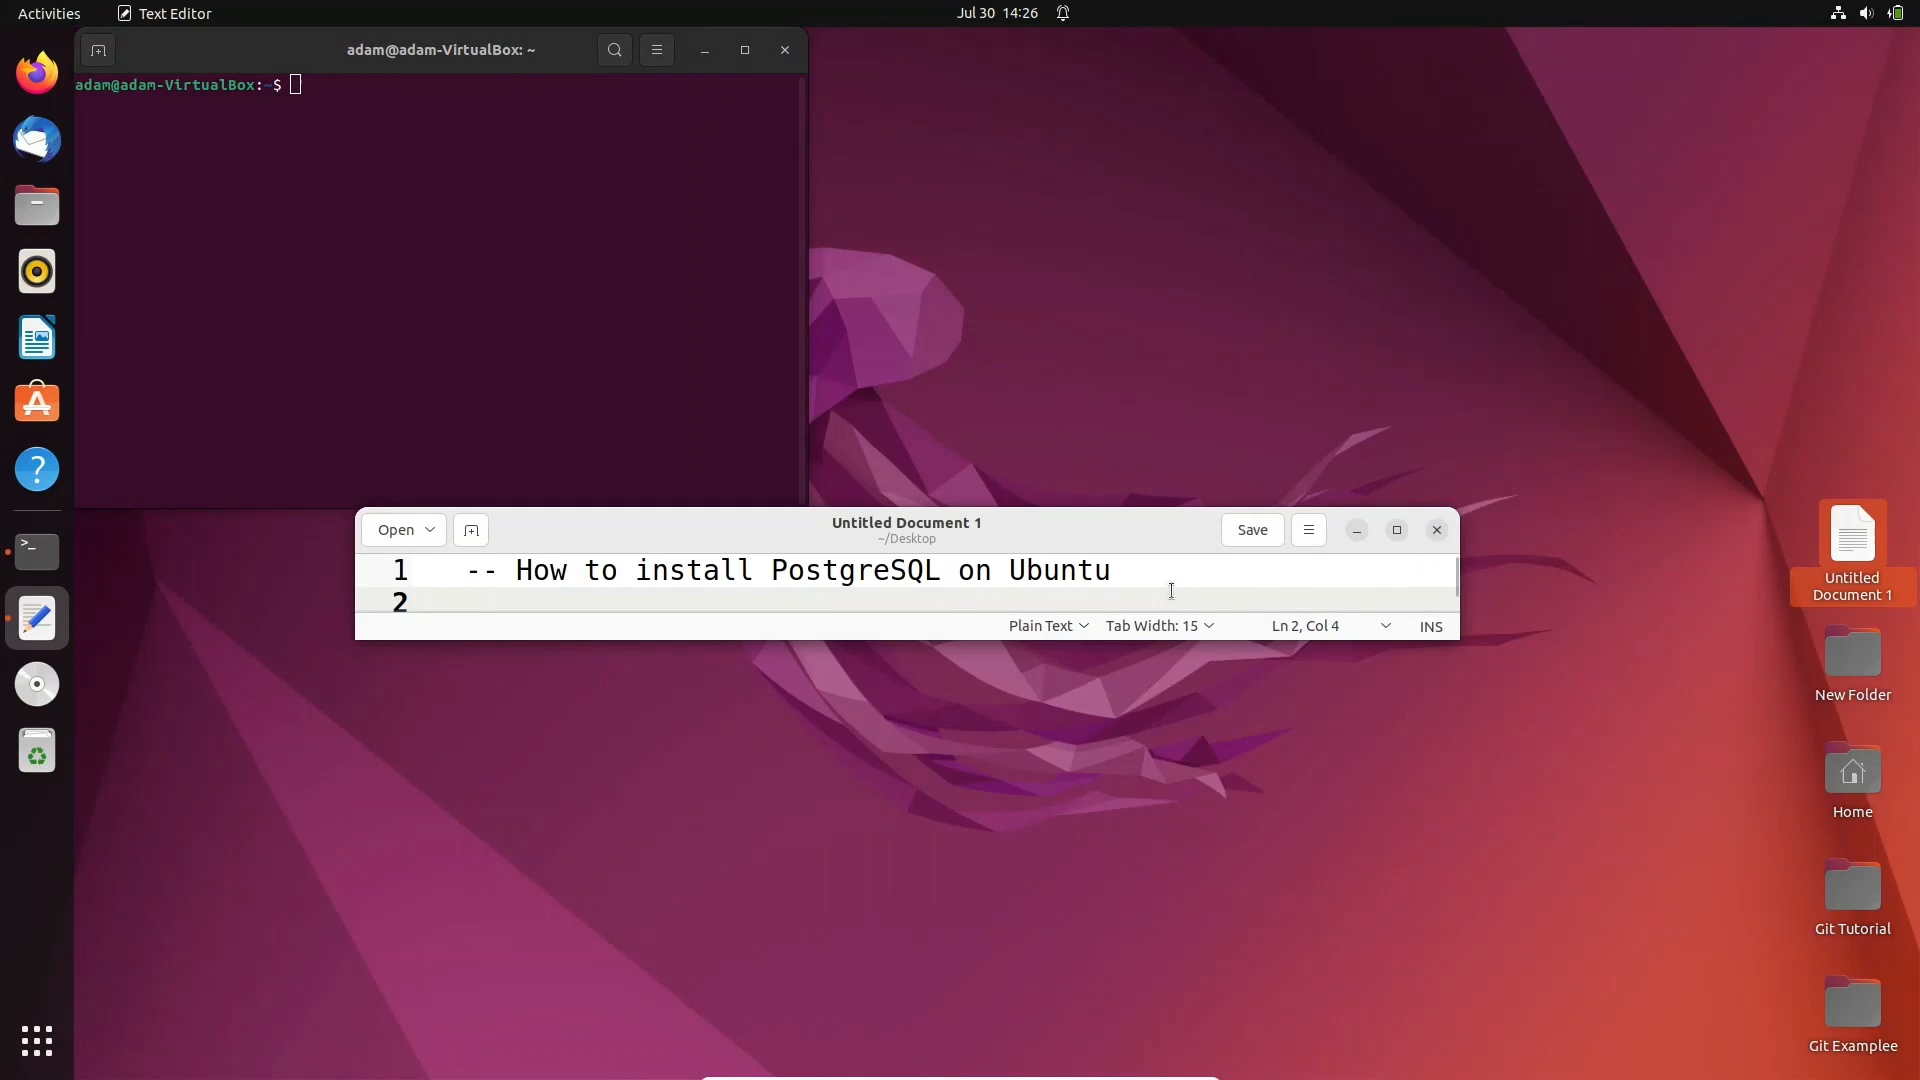 Activities
Text Editor
Jul 30 14:26
adam@adam-VirtualBox: ~
adam@adam-VirtualBox:~$
Open
Untitled Document 1
~/Desktop
Save
1 -- How to install PostgreSQL on Ubuntu
2
Plain Text
Tab Width: 15
Ln 2, Col 4
INS
Untitled
Document 1
New Folder
Home
Git Tutorial
Git Examplee